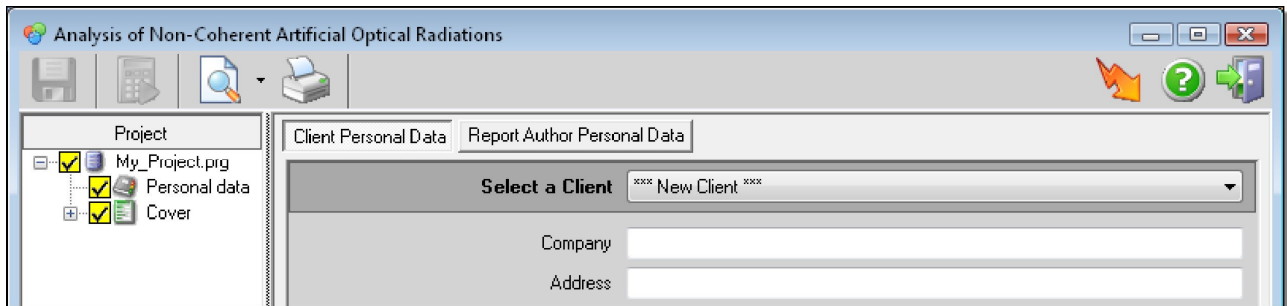 Analysis of Non-Coherent Artificial Optical Radiations
Project
My_Project.prg
Personal data
Cover
Client Personal Data
Report Author Personal Data
Select a Client
*** New Client ***
Company
Address